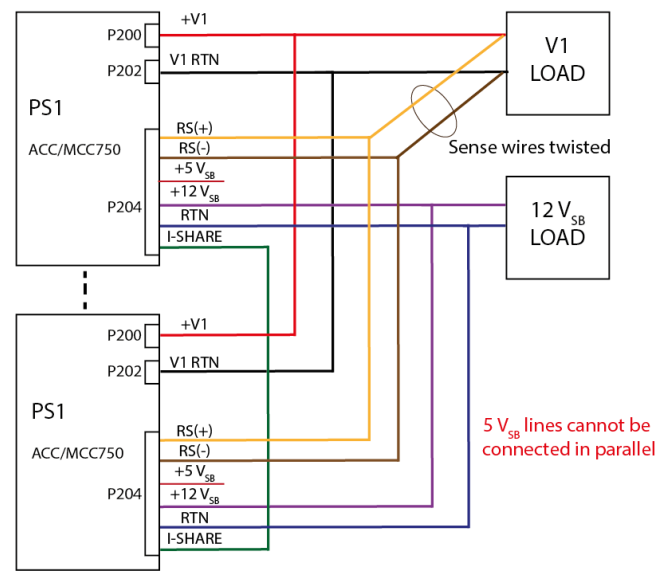 +V1
P200
P202
V1 RTN
PS1
ACC/MCC750
RS(+)
RS(-)
+5 VSB
+12 VSB
P204
RTN
I-SHARE
V1
LOAD
Sense wires twisted
12 VSB
LOAD
+V1
P200
P202
V1 RTN
PS1
ACC/MCC750
RS(+)
RS(-)
+5 VSB
+12 VSB
P204
RTN
I-SHARE
5 VSB lines cannot be
connected in parallel